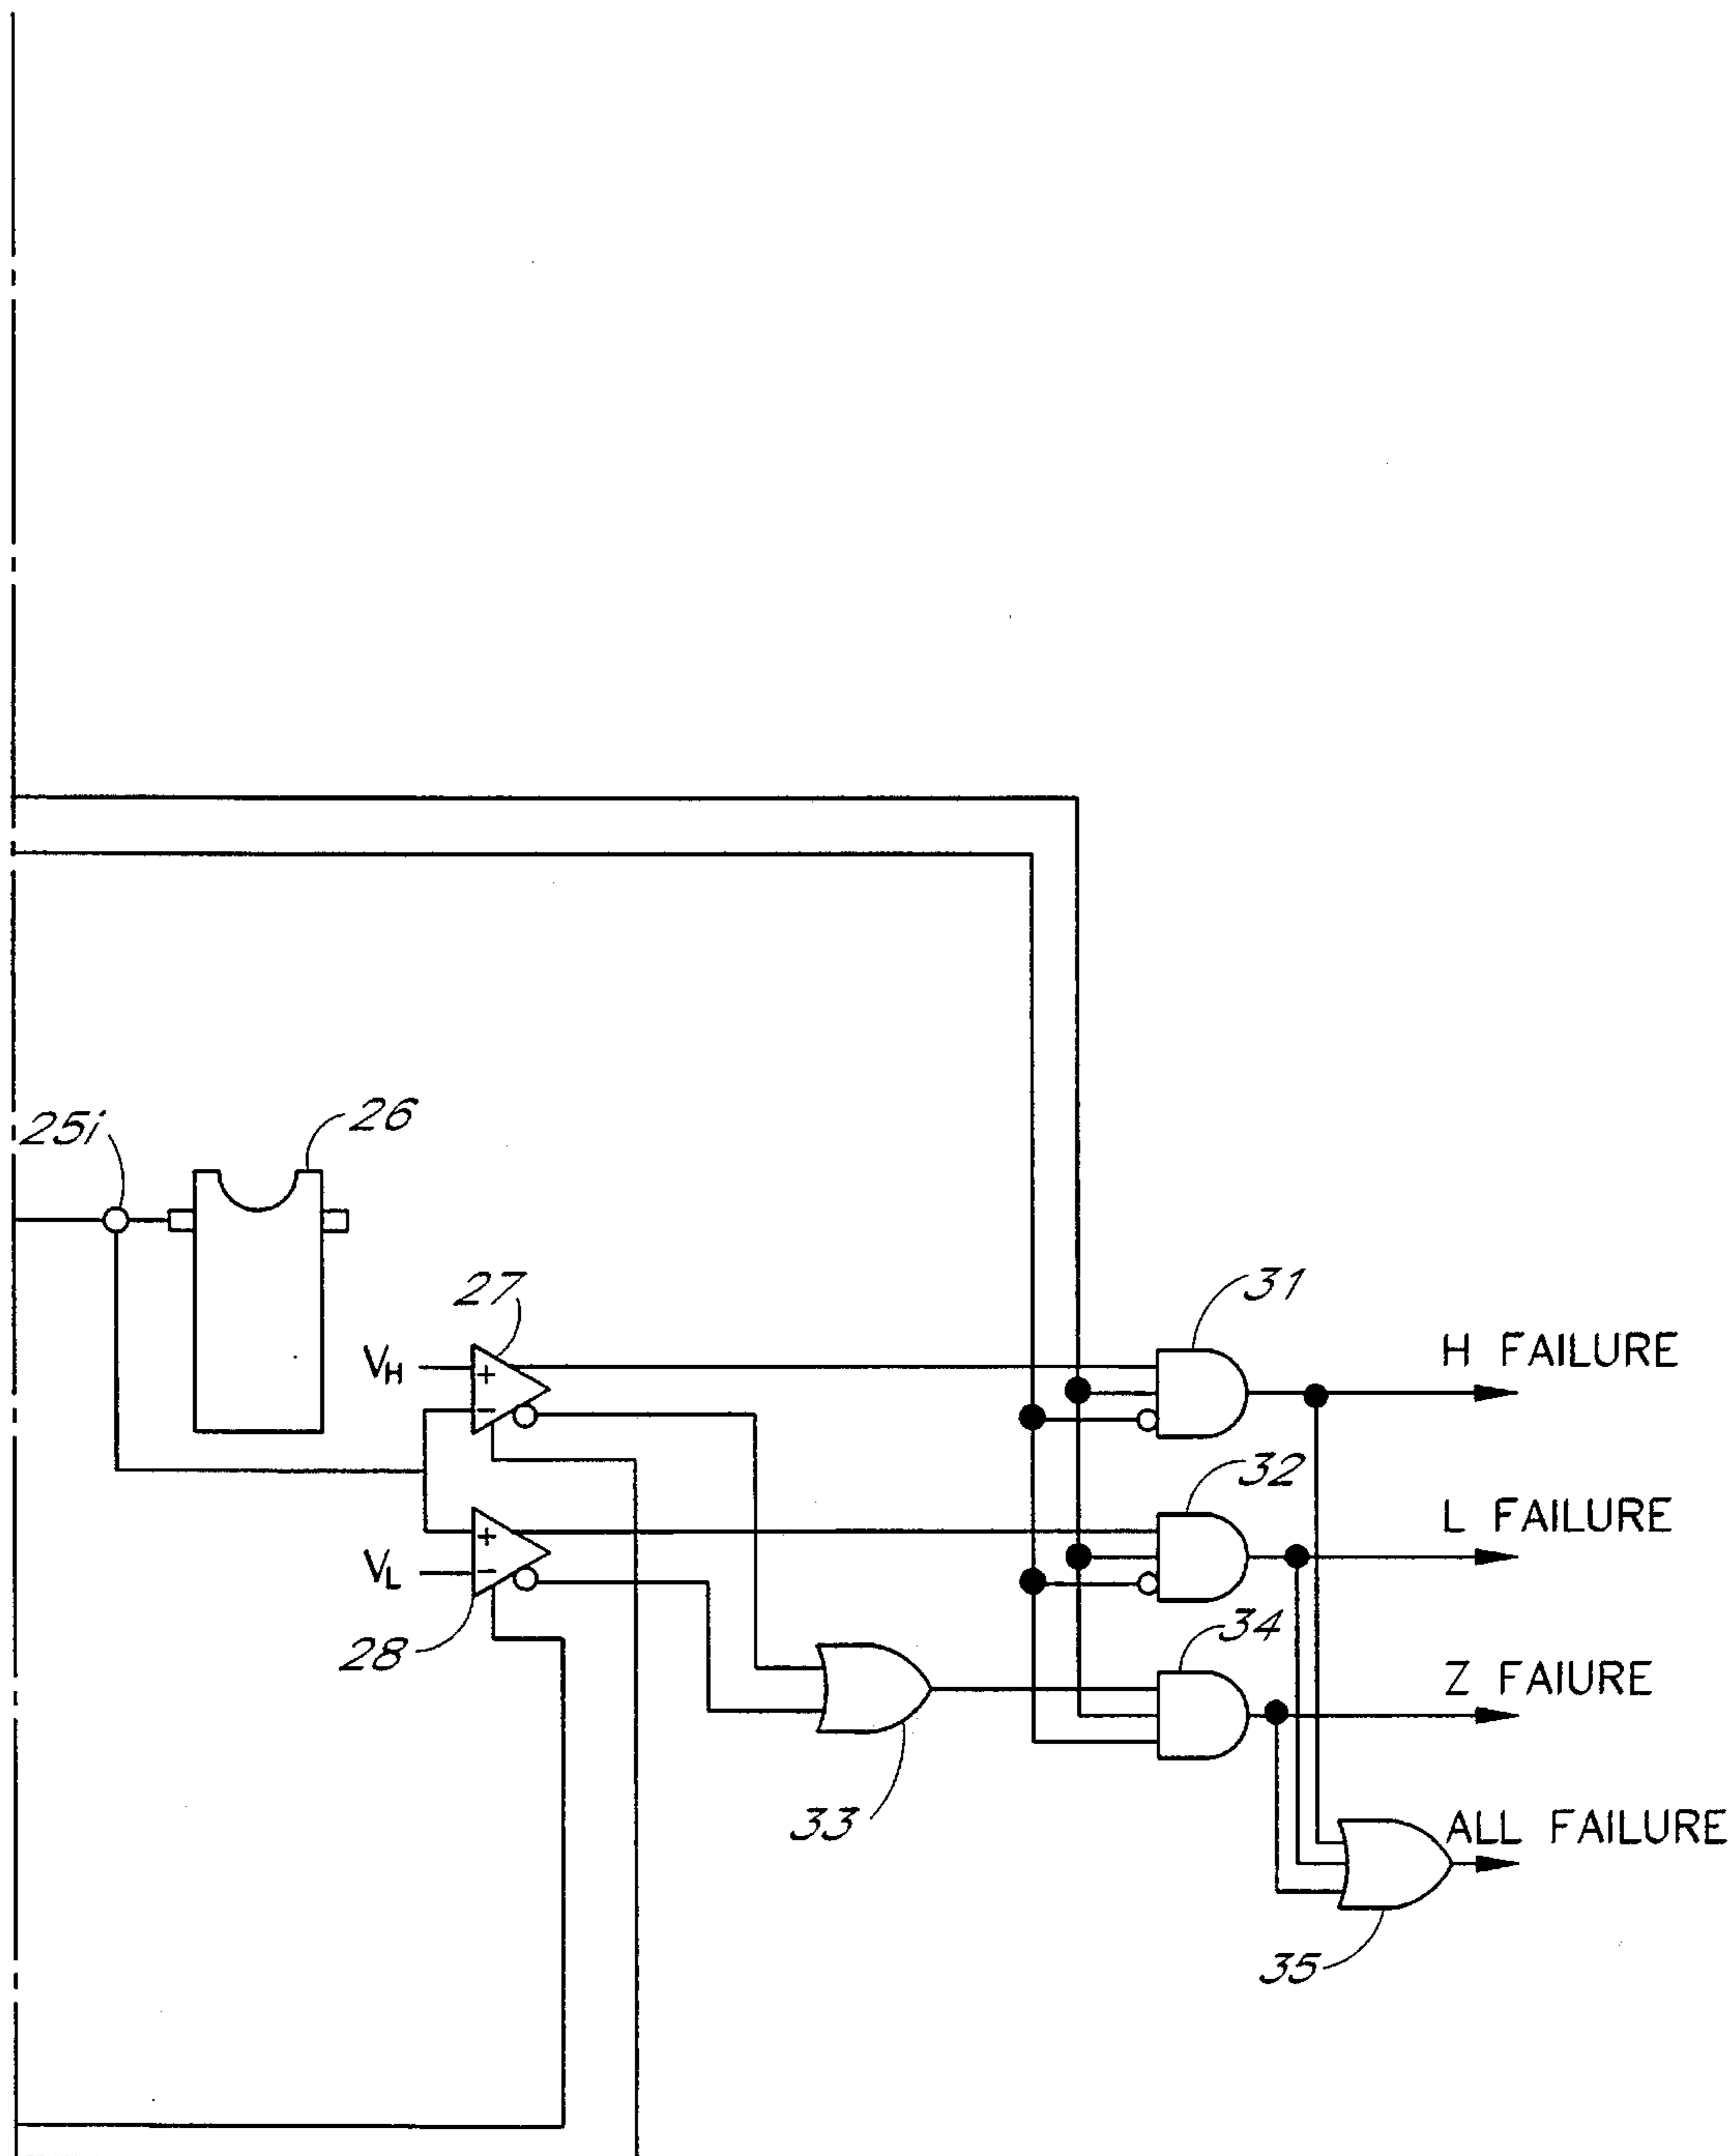 25i
26
27
31
VH
+
−
H FAILURE
32
L FAILURE
+
VL
−
28
34
Z FAIURE
33
ALL FAILURE
35